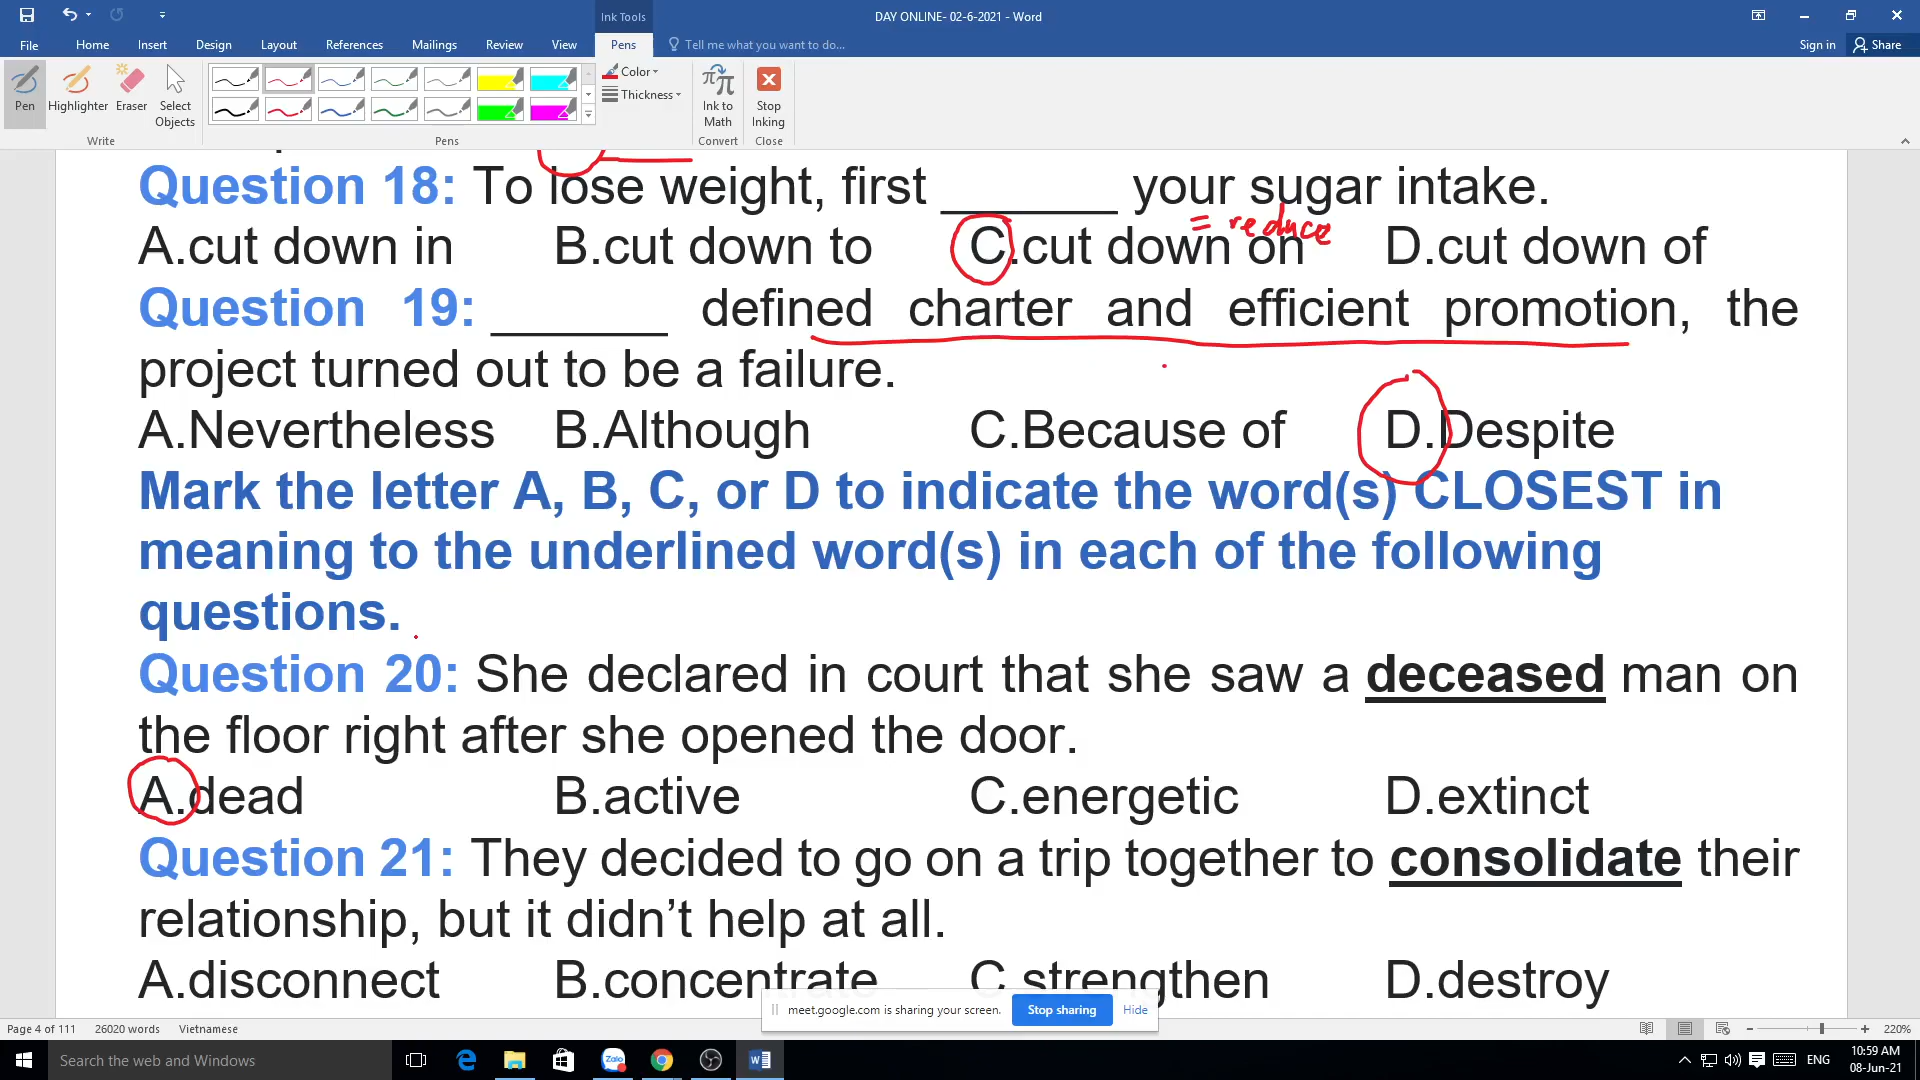 Ink Tools
DAY ONLINE- 02-6-2021 - Word
File Home Insert Design Layout References Mailings Review View Pens Tell me what you want to do... Sign in Share
Pen Highlighter Eraser Select Objects Color Thickness Ink to Math Stop Inking
Write Pens Convert Close
Question 18: To lose weight, first _______ your sugar intake.
= reduce
A.cut down in B.cut down to C.cut down on D.cut down of
Question 19: _______ defined charter and efficient promotion, the
project turned out to be a failure.
A.Nevertheless B.Although C.Because of D.Despite
Mark the letter A, B, C, or D to indicate the word(s) CLOSEST in
meaning to the underlined word(s) in each of the following
questions.
Question 20: She declared in court that she saw a deceased man on
the floor right after she opened the door.
A.dead B.active C.energetic D.extinct
Question 21: They decided to go on a trip together to consolidate their
relationship, but it didn’t help at all.
A.disconnect B.concentrate C.strengthen D.destroy
meet.google.com is sharing your screen. Stop sharing Hide
Page 4 of 111 26020 words Vietnamese 220%
Search the web and Windows Zalo ENG 10:59 AM
08-Jun-21